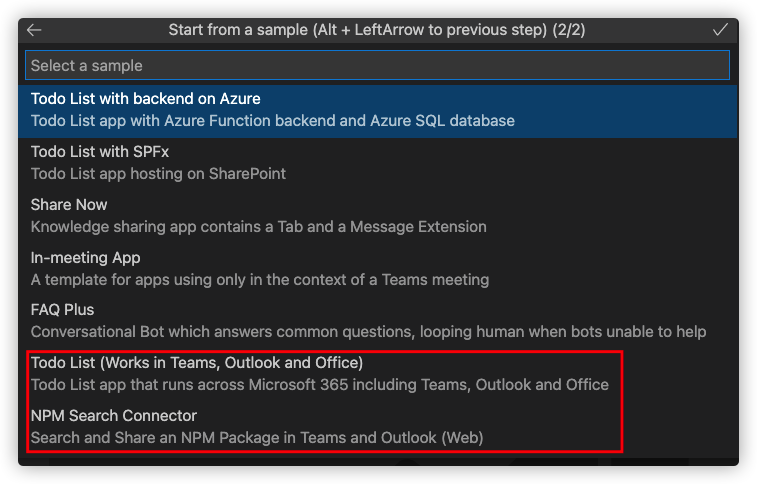 Start from a sample (Alt + LeftArrow to previous step) (2/2)
Select a sample
Todo List with backend on Azure
Todo List app with Azure Function backend and Azure SQL database
Todo List with SPFx
Todo List app hosting on SharePoint
Share Now
Knowledge sharing app contains a Tab and a Message Extension
In-meeting App
A template for apps using only in the context of a Teams meeting
FAQ Plus
Conversational Bot which answers common questions, looping human when bots unable to help
Todo List (Works in Teams, Outlook and Office)
Todo List app that runs across Microsoft 365 including Teams, Outlook and Office
NPM Search Connector
Search and Share an NPM Package in Teams and Outlook (Web)